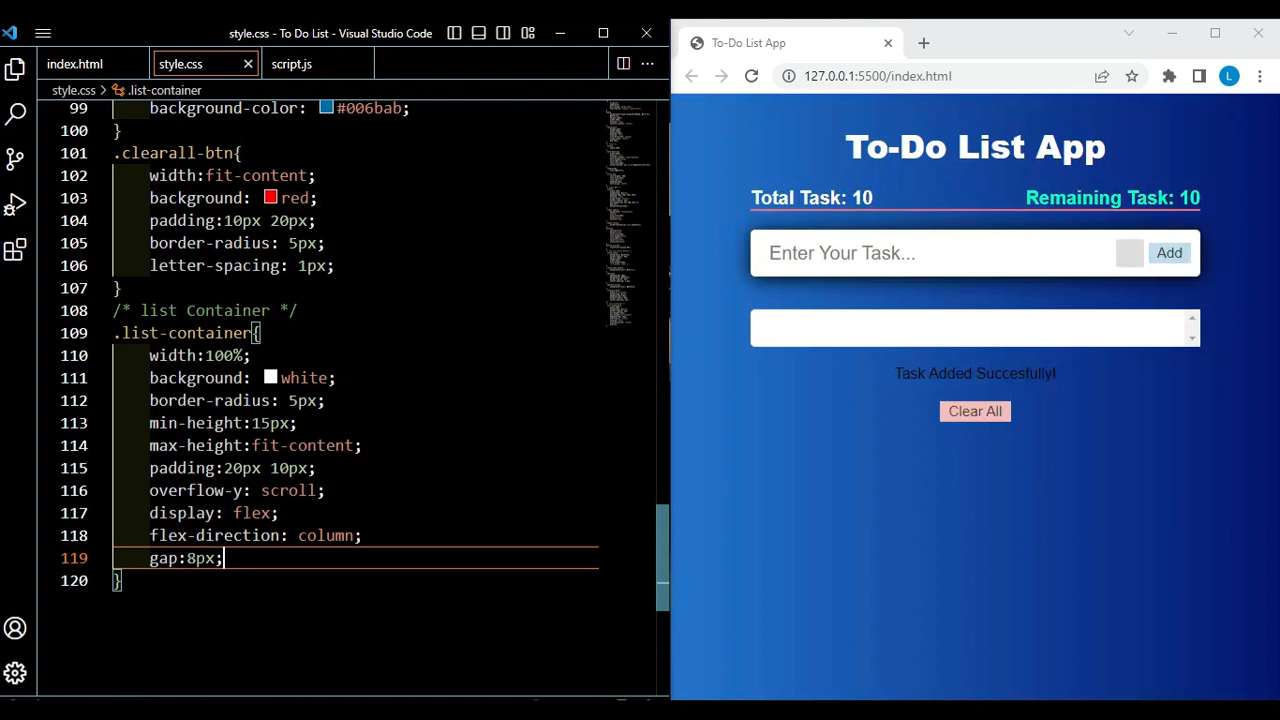 style.css - To Do List - Visual Studio Code
index.html
style.css
script.js
style.css > .list-container
99 background-color: #006bab;
100 }
101 .clearall-btn{
102 width:fit-content;
103 background: red;
104 padding:10px 20px;
105 border-radius: 5px;
106 letter-spacing: 1px;
107 }
108 /* list Container */
109 .list-container{
110 width:100%;
111 background: white;
112 border-radius: 5px;
113 min-height:15px;
114 max-height:fit-content;
115 padding:20px 10px;
116 overflow-y: scroll;
117 display: flex;
118 flex-direction: column;
119 gap:8px;
120 }
To-Do List App
127.0.0.1:5500/index.html
L
To-Do List App
Total Task: 10
Remaining Task: 10
Enter Your Task...
Add
Task Added Succesfully!
Clear All